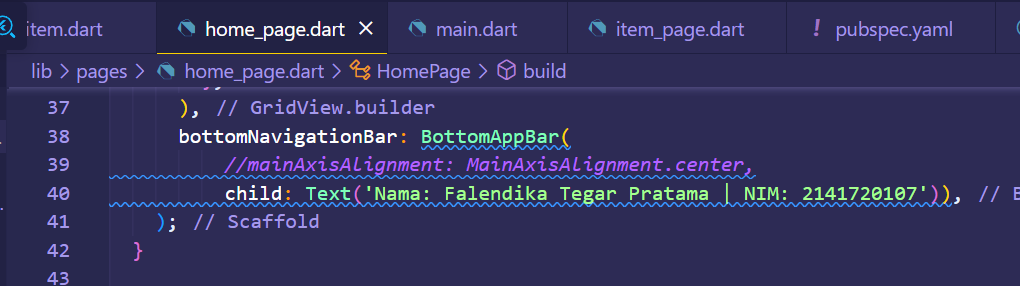 item.dart home_page.dart main.dart item_page.dart ! pubspec.yaml
lib > pages > home_page.dart > HomePage > build
37 ), // GridView.builder
38 bottomNavigationBar: BottomAppBar(
39 //mainAxisAlignment: MainAxisAlignment.center,
40 child: Text('Nama: Falendika Tegar Pratama | NIM: 2141720107')), //
41 ); // Scaffold
42 }
43